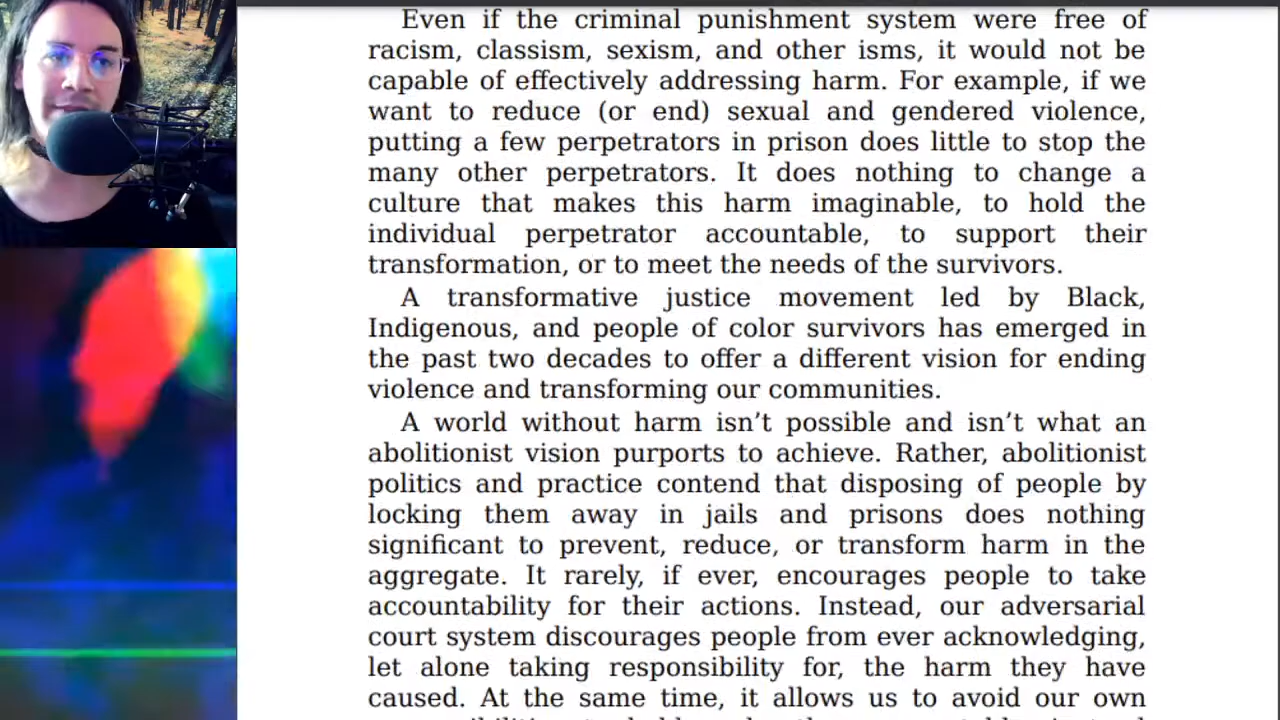 Even if the criminal punishment system were free of
racism, classism, sexism, and other isms, it would not be
capable of effectively addressing harm. For example, if we
want to reduce (or end) sexual and gendered violence,
putting a few perpetrators in prison does little to stop the
many other perpetrators. It does nothing to change a
culture that makes this harm imaginable, to hold the
individual perpetrator accountable, to support their
transformation, or to meet the needs of the survivors.
A transformative justice movement led by Black,
Indigenous, and people of color survivors has emerged in
the past two decades to offer a different vision for ending
violence and transforming our communities.
A world without harm isn’t possible and isn’t what an
abolitionist vision purports to achieve. Rather, abolitionist
politics and practice contend that disposing of people by
locking them away in jails and prisons does nothing
significant to prevent, reduce, or transform harm in the
aggregate. It rarely, if ever, encourages people to take
accountability for their actions. Instead, our adversarial
court system discourages people from ever acknowledging,
let alone taking responsibility for, the harm they have
caused. At the same time, it allows us to avoid our own